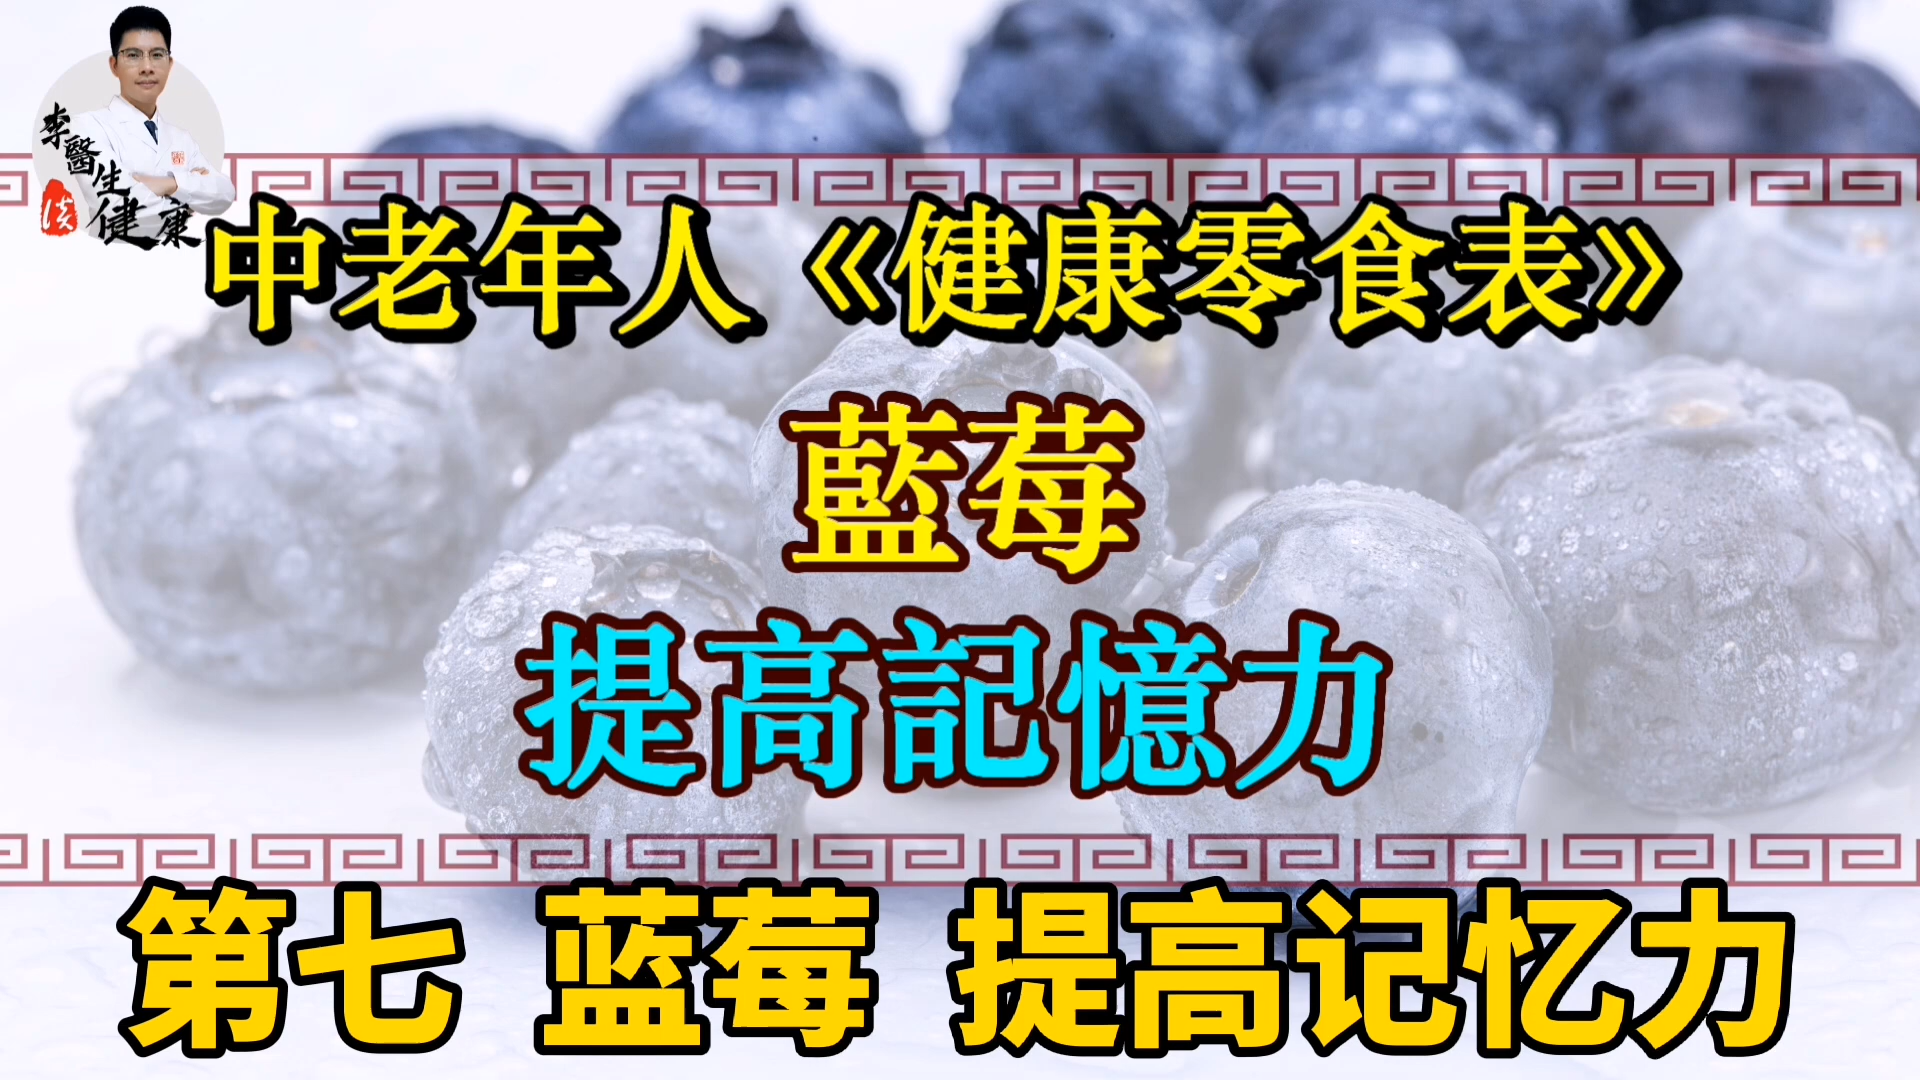 李醫生
谈健康
中老年人《健康零食表》
藍莓
提高記憶力
第七 蓝莓 提高记忆力